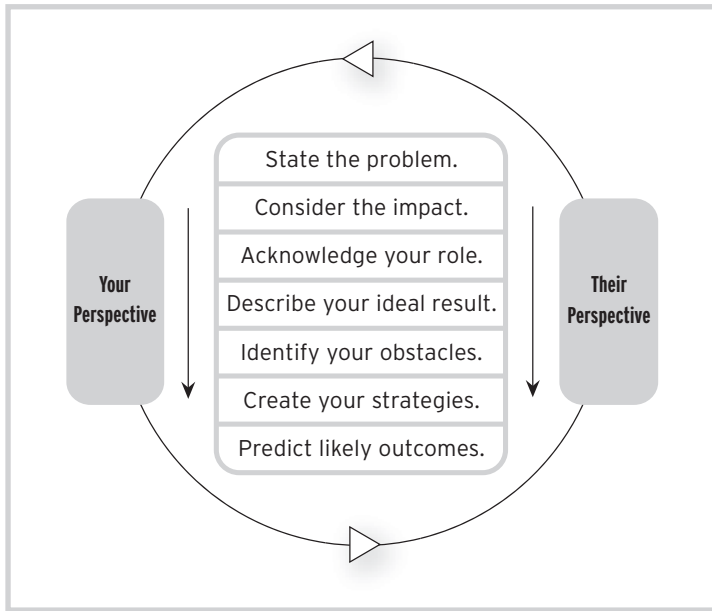 State the problem.
Consider the impact.
Acknowledge your role.
Describe your ideal result.
Identify your obstacles.
Create your strategies.
Predict likely outcomes.
Your
Perspective
Their
Perspective